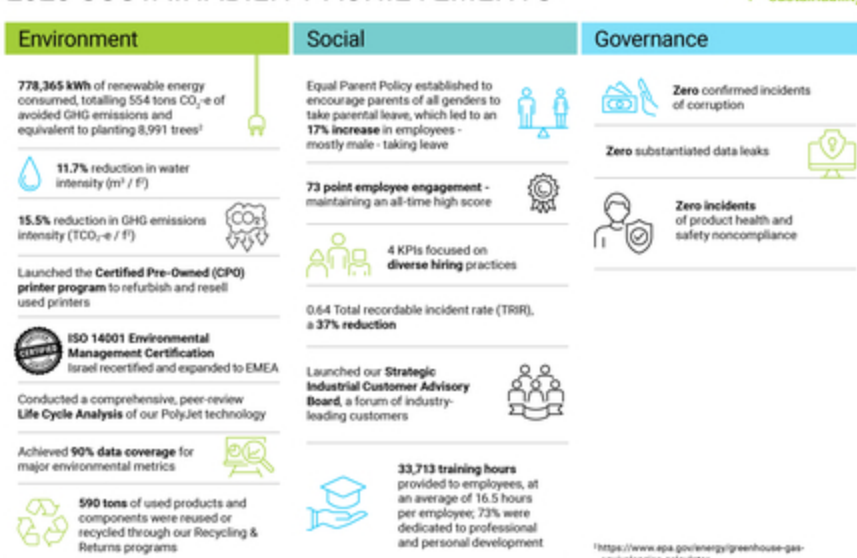 Environment
778,365 kWh of renewable energy
consumed, totalling 554 tons CO₂-e of
avoided GHG emissions and
equivalent to planting 8,991 trees¹
11.7% reduction in water
intensity (m³ / f²)
15.5% reduction in GHG emissions
intensity (TCO₂-e / f²)
CO₂
Launched the Certified Pre-Owned (CPO)
printer program to refurbish and resell
used printers
CERTIFIED
ISO 14001 Environmental
Management Certification
Israel recertified and expanded to EMEA
Conducted a comprehensive, peer-review
Life Cycle Analysis of our PolyJet technology
Achieved 90% data coverage for
major environmental metrics
590 tons of used products and
components were reused or
recycled through our Recycling &
Returns programs
Social
Equal Parent Policy established to
encourage parents of all genders to
take parental leave, which led to an
17% increase in employees -
mostly male - taking leave
73 point employee engagement -
maintaining an all-time high score
4 KPIs focused on
diverse hiring practices
0.64 Total recordable incident rate (TRIR),
a 37% reduction
Launched our Strategic
Industrial Customer Advisory
Board, a forum of industry-
leading customers
33,713 training hours
provided to employees, at
an average of 16.5 hours
per employee; 73% were
dedicated to professional
and personal development
Governance
Zero confirmed incidents
of corruption
Zero substantiated data leaks
Zero incidents
of product health and
safety noncompliance
¹https://www.epa.gov/energy/greenhouse-gas-